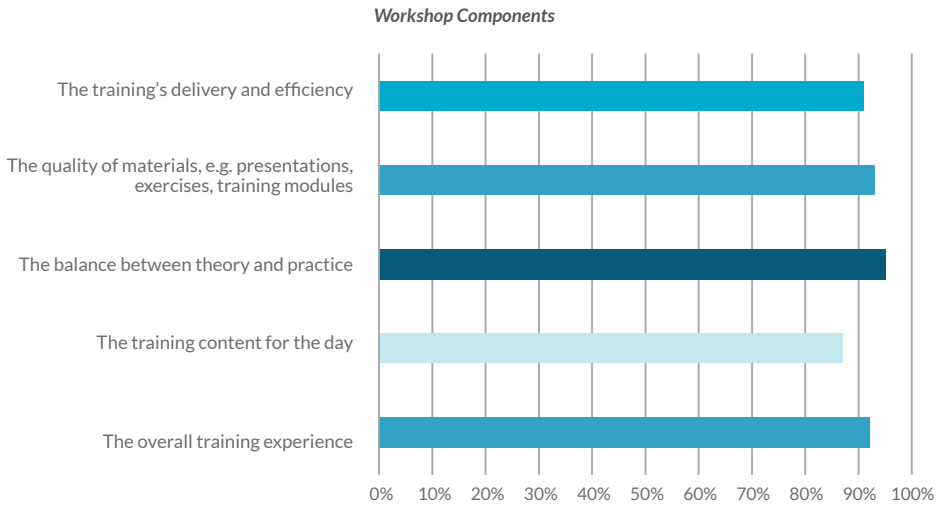 Workshop Components
The training’s delivery and efficiency
The quality of materials, e.g. presentations,
exercises, training modules
The balance between theory and practice
The training content for the day
The overall training experience
0% 10% 20% 30% 40% 50% 60% 70% 80% 90% 100%